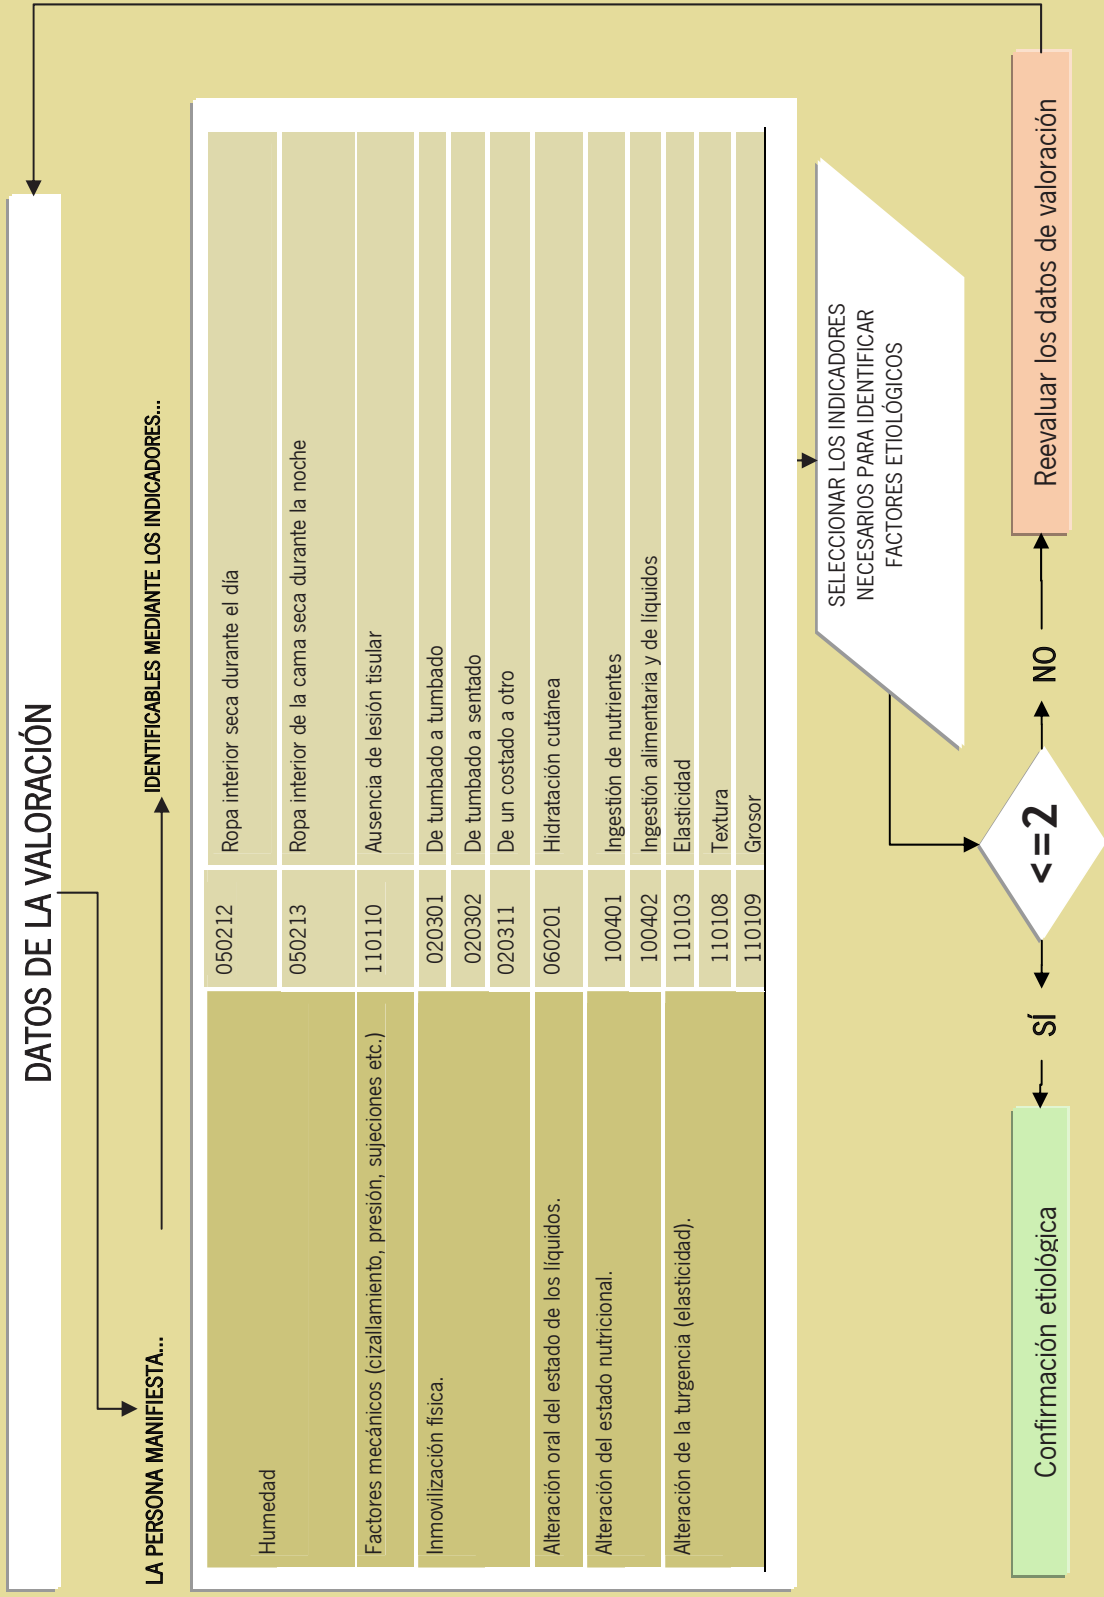 DATOS DE LA VALORACIÓN
LA PERSONA MANIFIESTA...
IDENTIFICABLES MEDIANTE LOS INDICADORES...
Humedad
050212
Ropa interior seca durante el día
050213
Ropa interior de la cama seca durante la noche
Factores mecánicos (cizallamiento, presión, sujeciones etc.)
110110
Ausencia de lesión tisular
Inmovilización física.
020301
De tumbado a tumbado
020302
De tumbado a sentado
020311
De un costado a otro
Alteración oral del estado de los líquidos.
060201
Hidratación cutánea
Alteración del estado nutricional.
100401
Ingestión de nutrientes
100402
Ingestión alimentaria y de líquidos
Alteración de la turgencia (elasticidad).
110103
Elasticidad
110108
Textura
110109
Grosor
SELECCIONAR LOS INDICADORES
NECESARIOS PARA IDENTIFICAR
FACTORES ETIOLÓGICOS
<=2
SÍ
NO
Confirmación etiológica
Reevaluar los datos de valoración